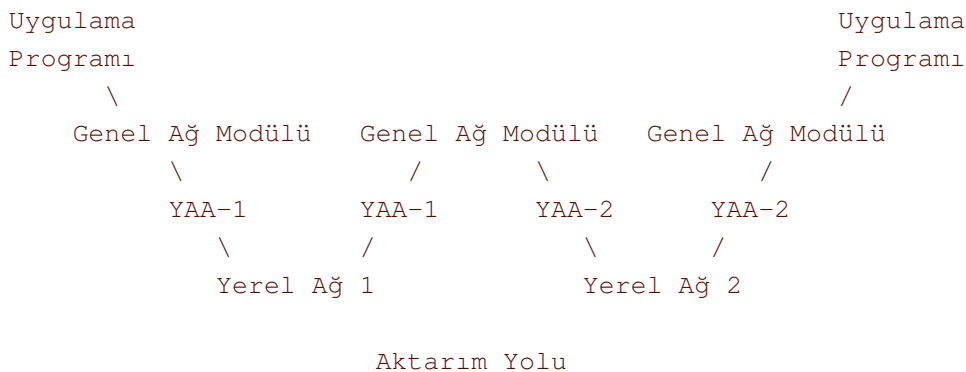 Uygulama Uygulama
Programı Programı
\ /
Genel Ağ Modülü Genel Ağ Modülü Genel Ağ Modülü
\ / \ /
YAA-1 YAA-1 YAA-2 YAA-2
\ / \ /
Yerel Ağ 1 Yerel Ağ 2
Aktarım Yolu